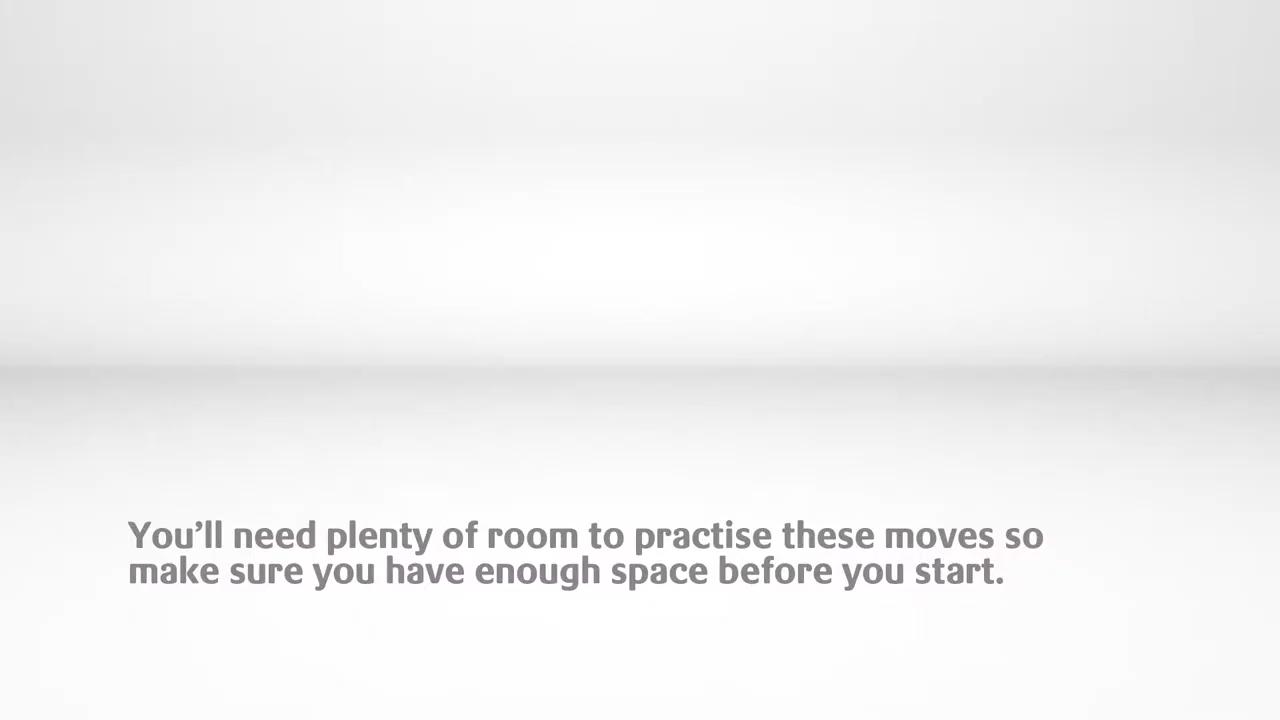 You’ll need plenty of room to practise these moves so
make sure you have enough space before you start.